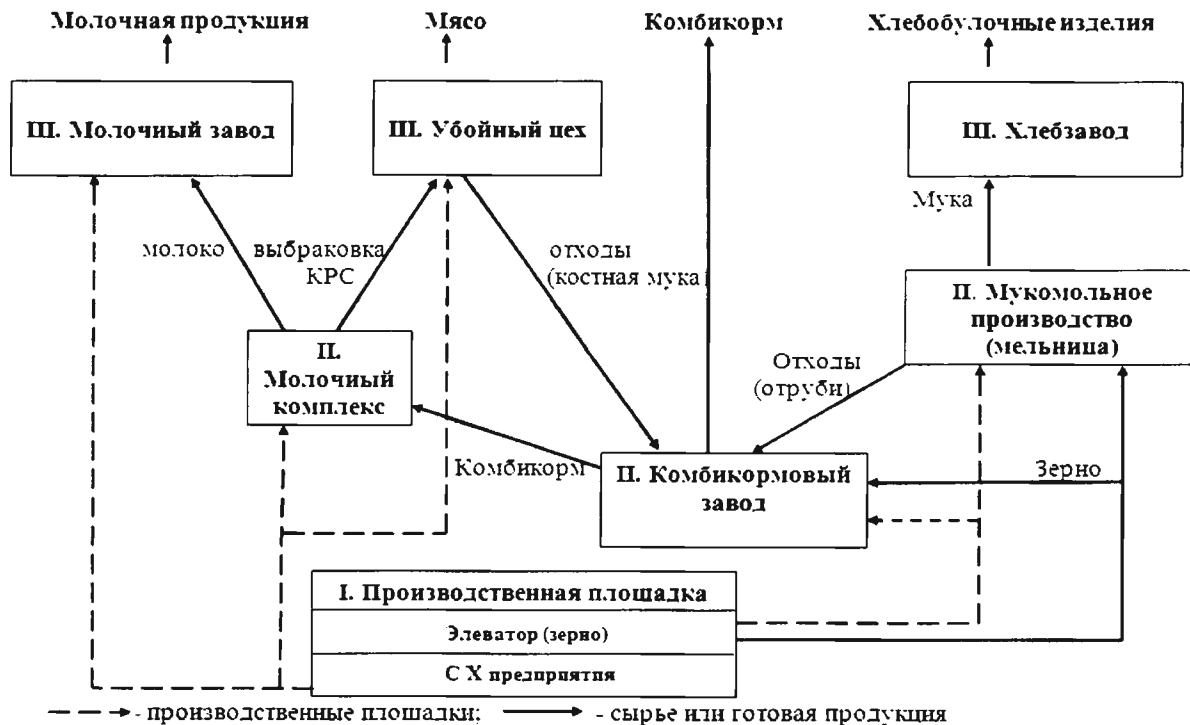 Молочная продукция
Мясо
Комбикорм
Хлебобулочные изделия
III. Молочный завод
III. Убойный цех
III. Хлебзавод
Мука
молоко
выбраковка
КРС
отходы
(костная мука)
II. Мукомольное
производство
(мельница)
II.
Молочный
комплекс
Отходы
(отруби)
Комбикорм
II. Комбикормовый
завод
Зерно
I. Производственная площадка
Элеватор (зерно)
С Х предприятия
- производственные площадки;
- сырье или готовая продукция